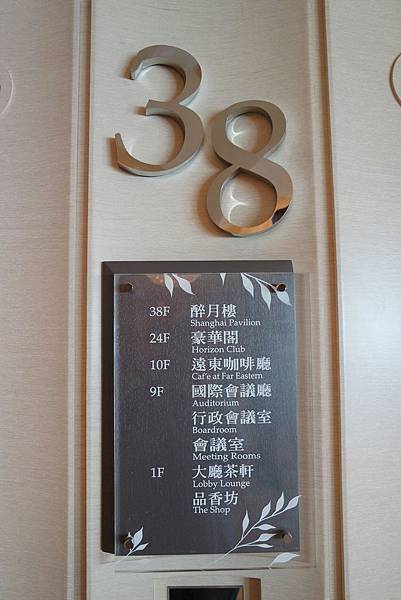 38
38F 醉月樓
Shanghai Pavilion
24F 豪華閣
Horizon Club
10F 遠東咖啡廳
Caf'e at Far Eastern
9F 國際會議廳
Auditorium
行政會議室
Boardroom
會議室
Meeting Rooms
1F 大廳茶軒
Lobby Lounge
品香坊
The Shop